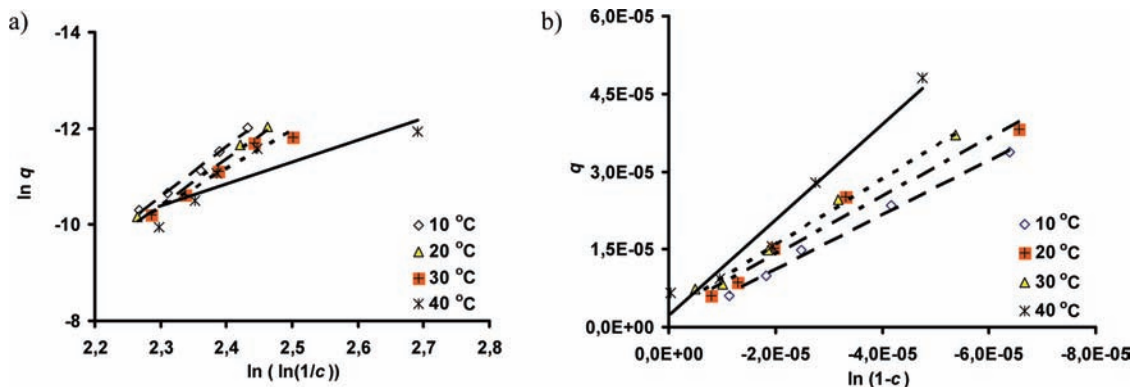 a)
-14
-12
-10
-8
ln q
2,2 2,3 2,4 2,5 2,6 2,7 2,8
ln ( ln(1/c))
10 °C
20 °C
30 °C
40 °C
b)
6,0E-05
4,5E-05
3,0E-05
1,5E-05
0,0E+00
q
0,0E+00 -2,0E-05 -4,0E-05 -6,0E-05 -8,0E-05
ln (1-c)
10 °C
20 °C
30 °C
40 °C